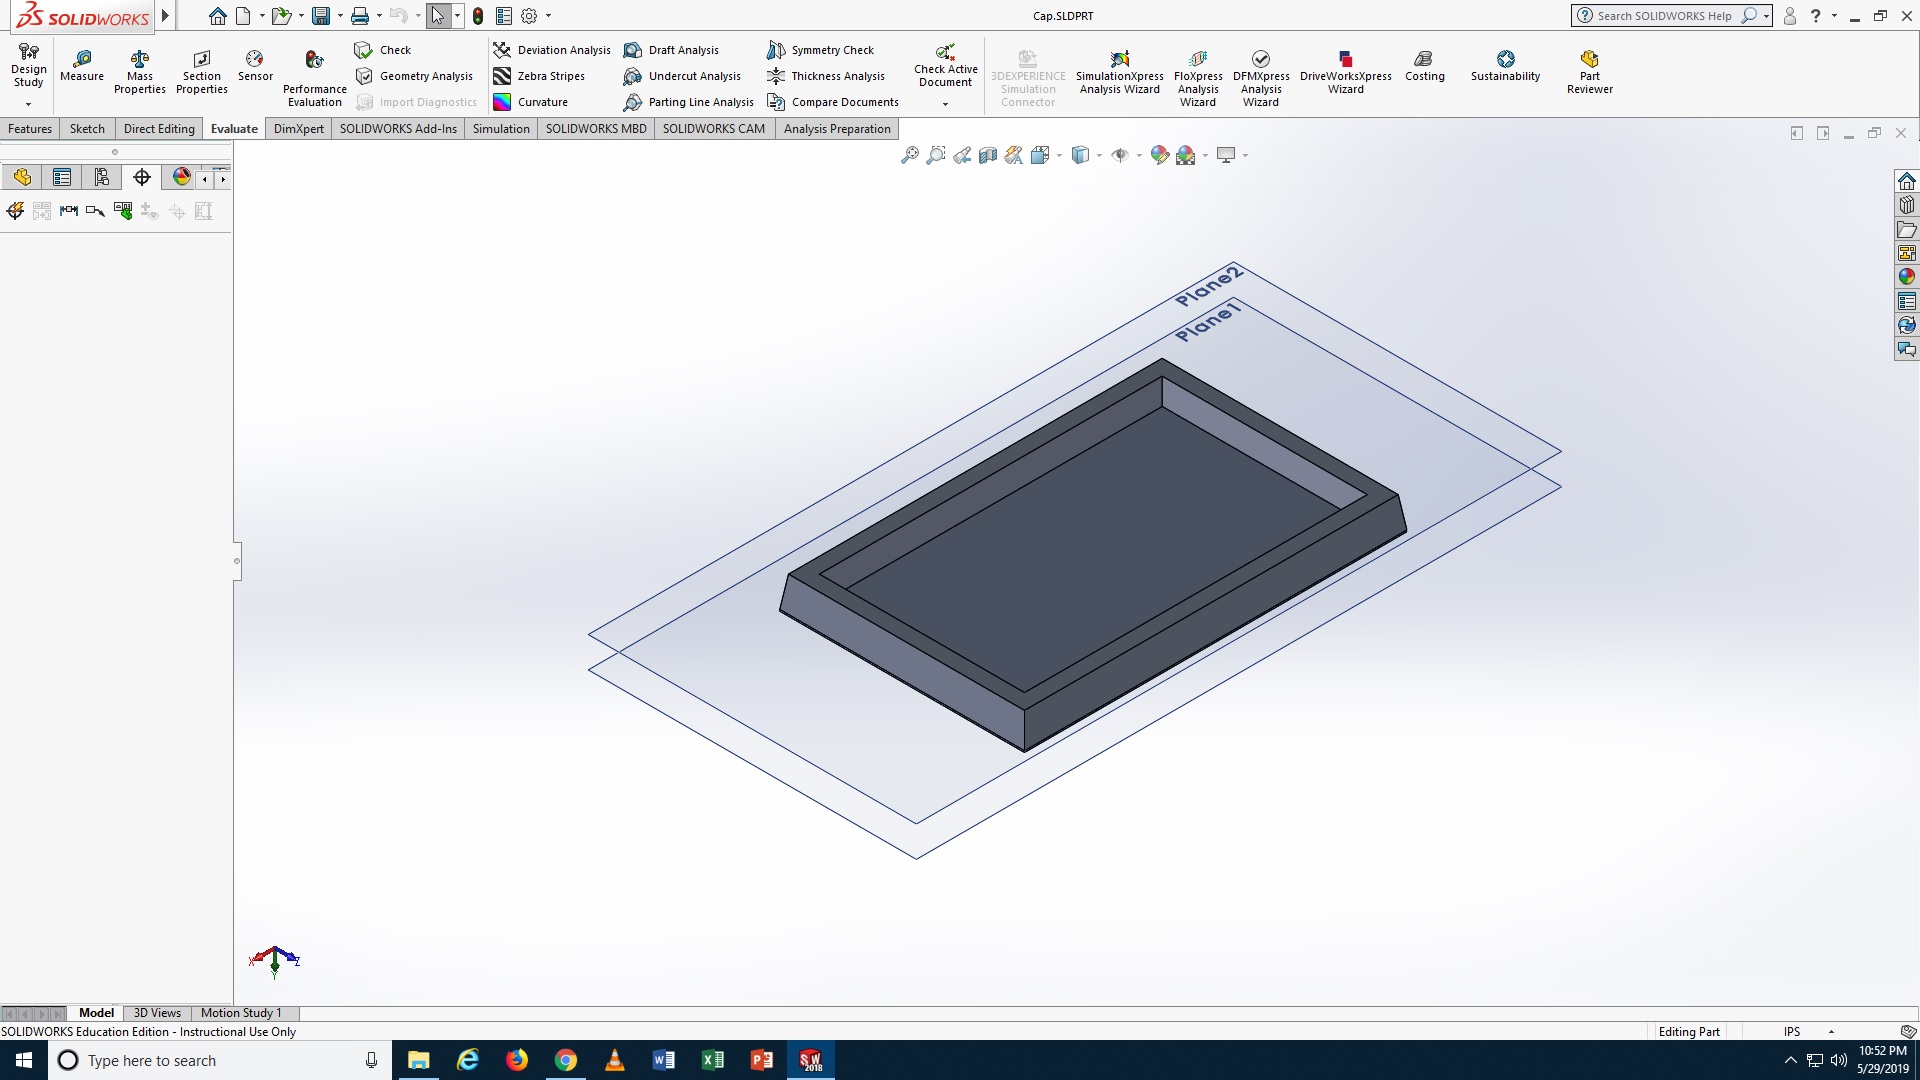 SOLIDWORKS
Cap.SLDPRT
Search SOLIDWORKS Help
Design Study
Measure
Mass Properties
Section Properties
Sensor
Performance Evaluation
Check
Geometry Analysis
Import Diagnostics
Deviation Analysis
Zebra Stripes
Curvature
Draft Analysis
Undercut Analysis
Parting Line Analysis
Symmetry Check
Thickness Analysis
Compare Documents
Check Active Document
3DEXPERIENCE Simulation Connector
SimulationXpress Analysis Wizard
FloXpress Analysis Wizard
DFMXpress Analysis Wizard
DriveWorksXpress Wizard
Costing
Sustainability
Part Reviewer
Features
Sketch
Direct Editing
Evaluate
DimXpert
SOLIDWORKS Add-Ins
Simulation
SOLIDWORKS MBD
SOLIDWORKS CAM
Analysis Preparation
Plane2
Plane1
X
Y
Z
Model
3D Views
Motion Study 1
SOLIDWORKS Education Edition - Instructional Use Only
Editing Part
IPS
Type here to search
SW 2018
10:52 PM
5/29/2019